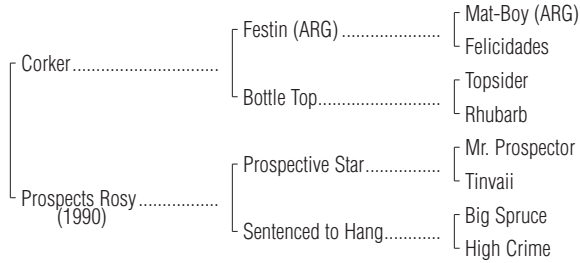 Mat-Boy (ARG)
Festin (ARG)
Felicidades
Corker
Topsider
Bottle Top
Rhubarb
Mr. Prospector
Prospective Star
Tinvaii
Prospects Rosy
(1990)
Big Spruce
Sentenced to Hang
High Crime